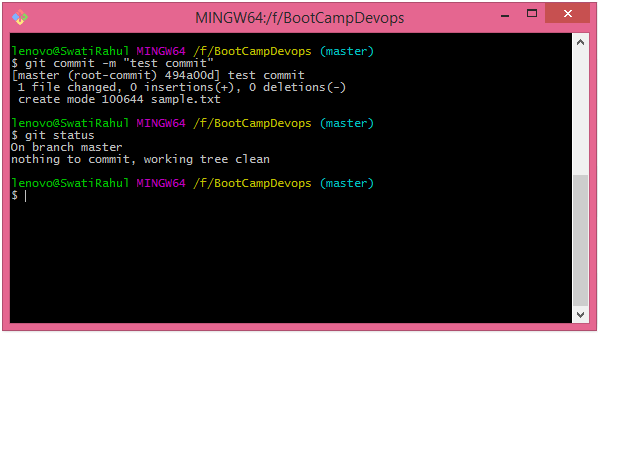 MINGW64:/f/BootCampDevops
lenovo@SwatiRahul MINGW64 /f/BootCampDevops (master)
$ git commit -m "test commit"
[master (root-commit) 494a00d] test commit
 1 file changed, 0 insertions(+), 0 deletions(-)
 create mode 100644 sample.txt
lenovo@SwatiRahul MINGW64 /f/BootCampDevops (master)
$ git status
On branch master
nothing to commit, working tree clean
lenovo@SwatiRahul MINGW64 /f/BootCampDevops (master)
$